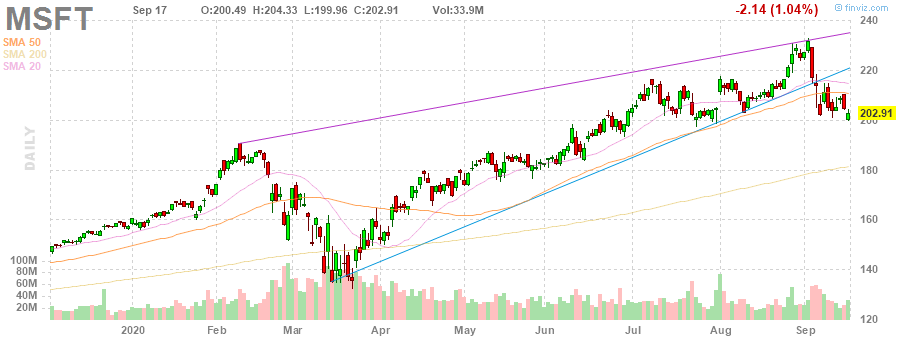 MSFT Sep 17 O:200.49 H:204.33 L:199.96 C:202.91 Vol:33.9M -2.14 (1.04%) finviz.com
SMA 50
SMA 200
SMA 20
DAILY
240
220
202.91
200
180
160
140
120
100M
80M
60M
40M
20M
2020 Feb Mar Apr May Jun Jul Aug Sep